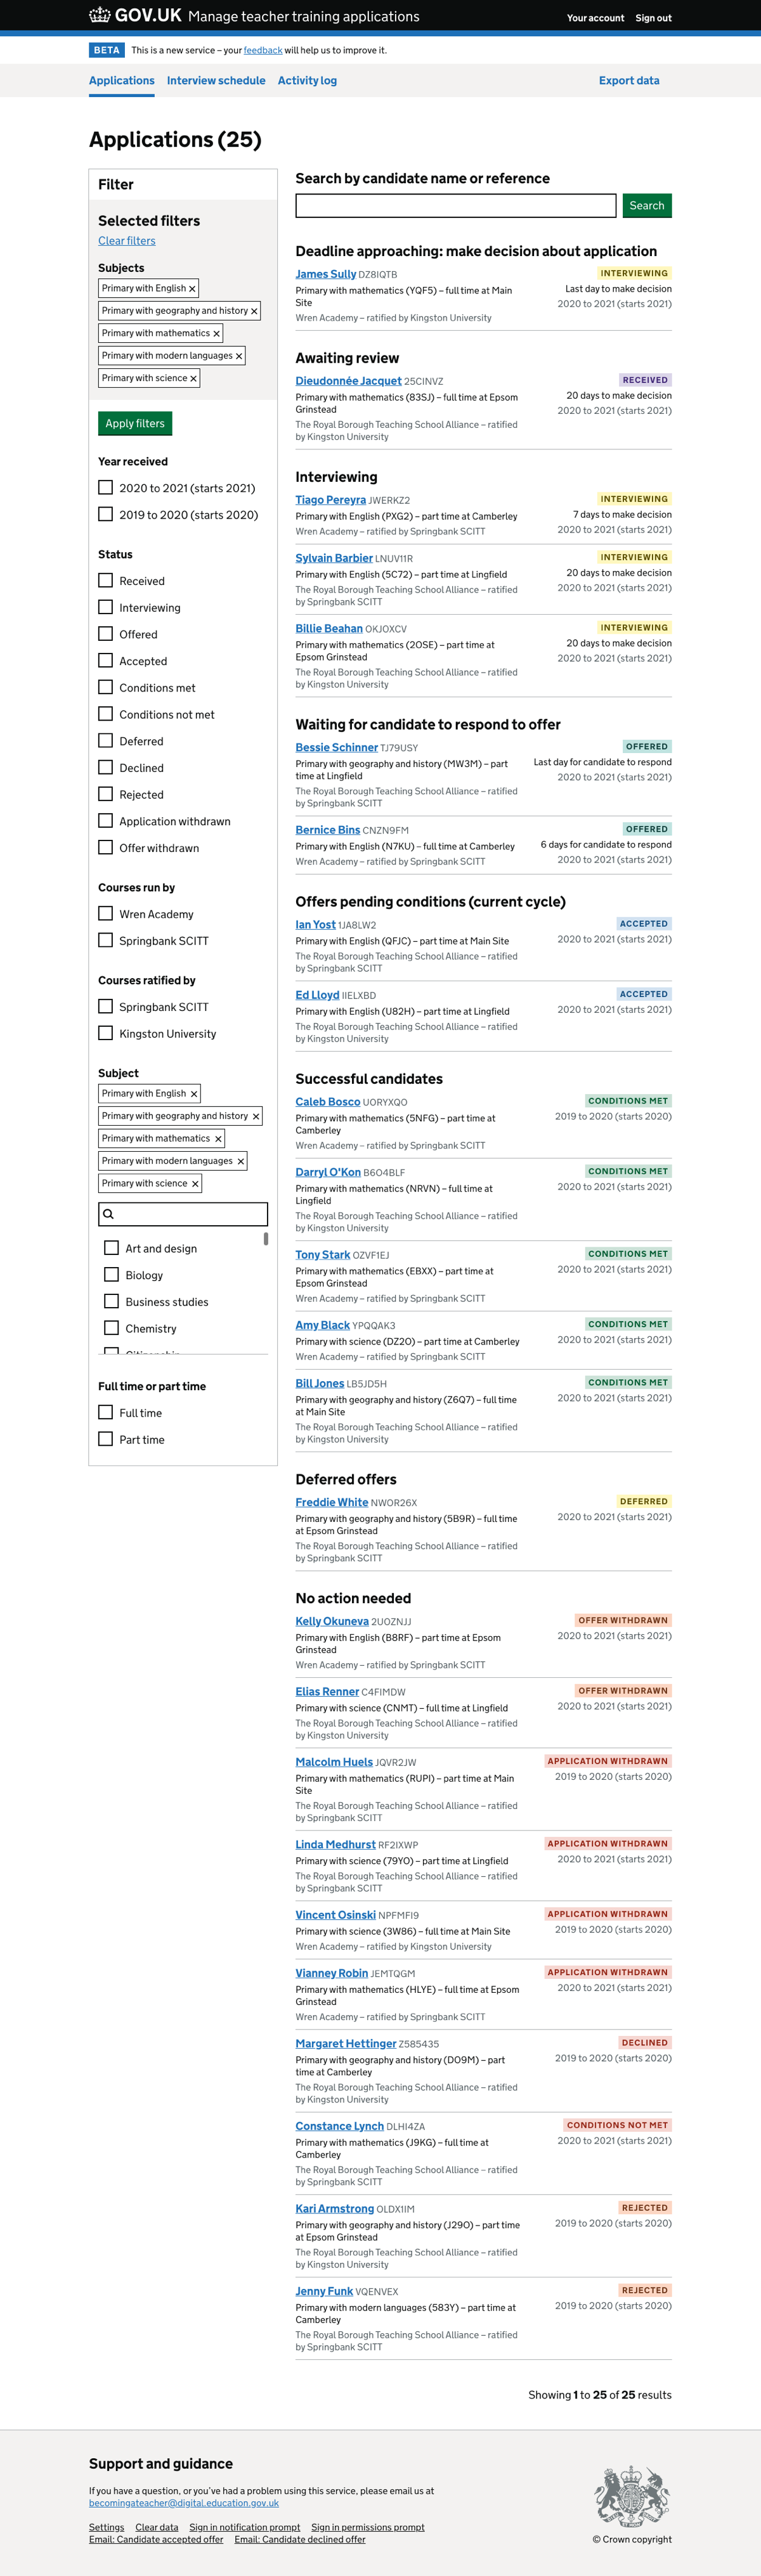 GOV.UK Manage teacher training applications
Your account Sign out
BETA This is a new service – your feedback will help us to improve it.
Applications Interview schedule Activity log Export data
Applications (25)
Filter
Selected filters
Clear filters
Subjects
Primary with English ✕
Primary with geography and history ✕
Primary with mathematics ✕
Primary with modern languages ✕
Primary with science ✕
Apply filters
Year received
2020 to 2021 (starts 2021)
2019 to 2020 (starts 2020)
Status
Received
Interviewing
Offered
Accepted
Conditions met
Conditions not met
Deferred
Declined
Rejected
Application withdrawn
Offer withdrawn
Courses run by
Wren Academy
Springbank SCITT
Courses ratified by
Springbank SCITT
Kingston University
Subject
Primary with English ✕
Primary with geography and history ✕
Primary with mathematics ✕
Primary with modern languages ✕
Primary with science ✕
Art and design
Biology
Business studies
Chemistry
Citizenship
Full time or part time
Full time
Part time
Search by candidate name or reference
Search
Deadline approaching: make decision about application
James Sully DZ8IQTB
INTERVIEWING
Primary with mathematics (YQF5) – full time at Main
Site
Last day to make decision
2020 to 2021 (starts 2021)
Wren Academy – ratified by Kingston University
Awaiting review
Dieudonnée Jacquet 25CINVZ
RECEIVED
Primary with mathematics (83SJ) – full time at Epsom
Grinstead
20 days to make decision
2020 to 2021 (starts 2021)
The Royal Borough Teaching School Alliance – ratified
by Kingston University
Interviewing
Tiago Pereyra JWERKZ2
INTERVIEWING
Primary with English (PXG2) – part time at Camberley
7 days to make decision
Wren Academy – ratified by Springbank SCITT
2020 to 2021 (starts 2021)
Sylvain Barbier LNUV11R
INTERVIEWING
Primary with English (5C72) – part time at Lingfield
20 days to make decision
2020 to 2021 (starts 2021)
The Royal Borough Teaching School Alliance – ratified
by Springbank SCITT
Billie Beahan OKJOXCV
INTERVIEWING
Primary with mathematics (2OSE) – part time at
Epsom Grinstead
20 days to make decision
2020 to 2021 (starts 2021)
The Royal Borough Teaching School Alliance – ratified
by Kingston University
Waiting for candidate to respond to offer
Bessie Schinner TJ79USY
OFFERED
Primary with geography and history (MW3M) – part
time at Lingfield
Last day for candidate to respond
2020 to 2021 (starts 2021)
The Royal Borough Teaching School Alliance – ratified
by Springbank SCITT
Bernice Bins CNZN9FM
OFFERED
Primary with English (N7KU) – full time at Camberley
6 days for candidate to respond
Wren Academy – ratified by Springbank SCITT
2020 to 2021 (starts 2021)
Offers pending conditions (current cycle)
Ian Yost 1JA8LW2
ACCEPTED
Primary with English (QFJC) – part time at Main Site
2020 to 2021 (starts 2021)
The Royal Borough Teaching School Alliance – ratified
by Springbank SCITT
Ed Lloyd IIELXBD
ACCEPTED
Primary with English (U82H) – part time at Lingfield
2020 to 2021 (starts 2021)
The Royal Borough Teaching School Alliance – ratified
by Kingston University
Successful candidates
Caleb Bosco UORYXQO
CONDITIONS MET
Primary with mathematics (5NFG) – part time at
Camberley
2019 to 2020 (starts 2020)
Wren Academy – ratified by Springbank SCITT
Darryl O'Kon B6O4BLF
CONDITIONS MET
Primary with mathematics (NRVN) – full time at
Lingfield
2020 to 2021 (starts 2021)
The Royal Borough Teaching School Alliance – ratified
by Kingston University
Tony Stark OZVF1EJ
CONDITIONS MET
Primary with mathematics (EBXX) – part time at
Epsom Grinstead
2020 to 2021 (starts 2021)
Wren Academy – ratified by Springbank SCITT
Amy Black YPQQAK3
CONDITIONS MET
Primary with science (DZ2O) – part time at Camberley
2020 to 2021 (starts 2021)
Wren Academy – ratified by Springbank SCITT
Bill Jones LB5JD5H
CONDITIONS MET
Primary with geography and history (Z6Q7) – full time
at Main Site
2020 to 2021 (starts 2021)
The Royal Borough Teaching School Alliance – ratified
by Kingston University
Deferred offers
Freddie White NWOR26X
DEFERRED
Primary with geography and history (5B9R) – full time
at Epsom Grinstead
2020 to 2021 (starts 2021)
The Royal Borough Teaching School Alliance – ratified
by Springbank SCITT
No action needed
Kelly Okuneva 2UOZNJJ
OFFER WITHDRAWN
Primary with English (B8RF) – part time at Epsom
Grinstead
2020 to 2021 (starts 2021)
Wren Academy – ratified by Springbank SCITT
Elias Renner C4FIMDW
OFFER WITHDRAWN
Primary with science (CNMT) – full time at Lingfield
2020 to 2021 (starts 2021)
The Royal Borough Teaching School Alliance – ratified
by Kingston University
Malcolm Huels JQVR2JW
APPLICATION WITHDRAWN
Primary with mathematics (RUPI) – part time at Main
Site
2019 to 2020 (starts 2020)
The Royal Borough Teaching School Alliance – ratified
by Springbank SCITT
Linda Medhurst RF2IXWP
APPLICATION WITHDRAWN
Primary with science (79YO) – part time at Lingfield
2020 to 2021 (starts 2021)
The Royal Borough Teaching School Alliance – ratified
by Springbank SCITT
Vincent Osinski NPFMFI9
APPLICATION WITHDRAWN
Primary with science (3W86) – full time at Main Site
2019 to 2020 (starts 2020)
Wren Academy – ratified by Kingston University
Vianney Robin JEMTQGM
APPLICATION WITHDRAWN
Primary with mathematics (HLYE) – full time at Epsom
Grinstead
2020 to 2021 (starts 2021)
Wren Academy – ratified by Springbank SCITT
Margaret Hettinger Z585435
DECLINED
Primary with geography and history (DO9M) – part
time at Camberley
2019 to 2020 (starts 2020)
The Royal Borough Teaching School Alliance – ratified
by Kingston University
Constance Lynch DLHI4ZA
CONDITIONS NOT MET
Primary with mathematics (J9KG) – full time at
Camberley
2020 to 2021 (starts 2021)
The Royal Borough Teaching School Alliance – ratified
by Springbank SCITT
Kari Armstrong OLDX1IM
REJECTED
Primary with geography and history (J29O) – part time
at Epsom Grinstead
2019 to 2020 (starts 2020)
The Royal Borough Teaching School Alliance – ratified
by Kingston University
Jenny Funk VQENVEX
REJECTED
Primary with modern languages (583Y) – part time at
Camberley
2019 to 2020 (starts 2020)
The Royal Borough Teaching School Alliance – ratified
by Springbank SCITT
Showing 1 to 25 of 25 results
Support and guidance
If you have a question, or you've had a problem using this service, please email us at
becomingateacher@digital.education.gov.uk
Settings Clear data Sign in notification prompt Sign in permissions prompt
Email: Candidate accepted offer Email: Candidate declined offer
© Crown copyright